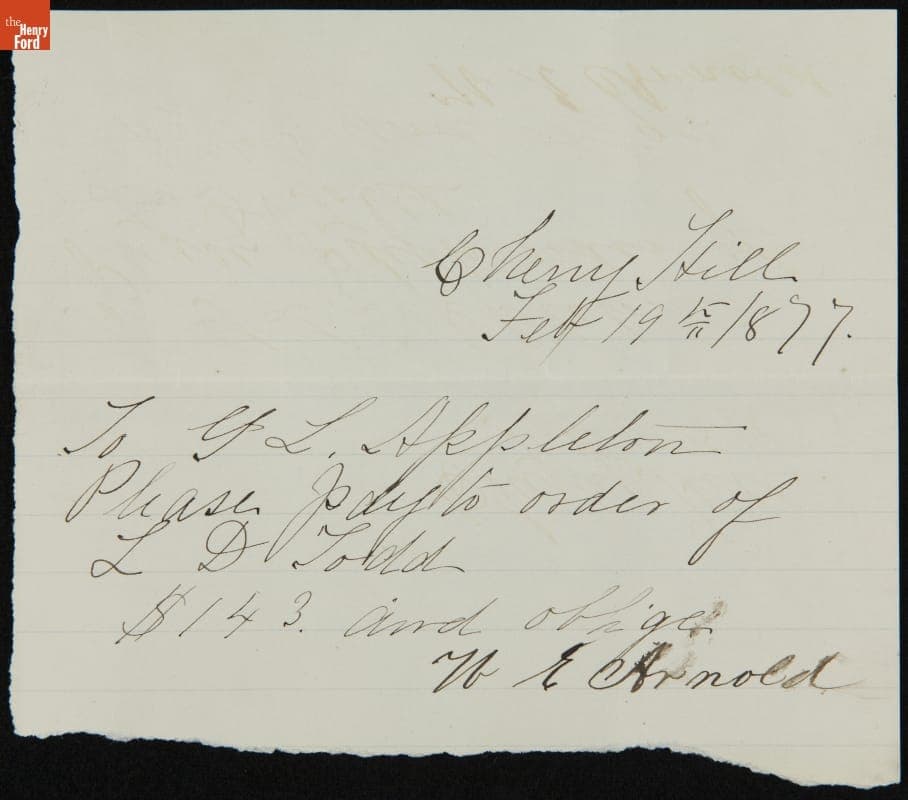 the
Henry
Ford
Cherry Hill
Feb 19th 1877.
To G L. Appleton
Please pay to order of
L D Todd
$143. and oblige
W E Arnold